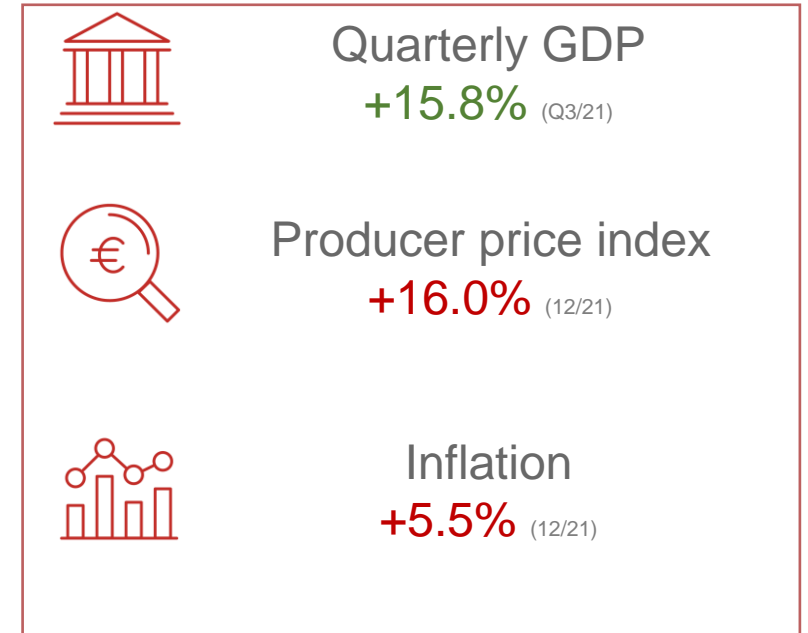 Quarterly GDP
+15.8% (Q3/21)
€
Producer price index
+16.0% (12/21)
Inflation
+5.5% (12/21)